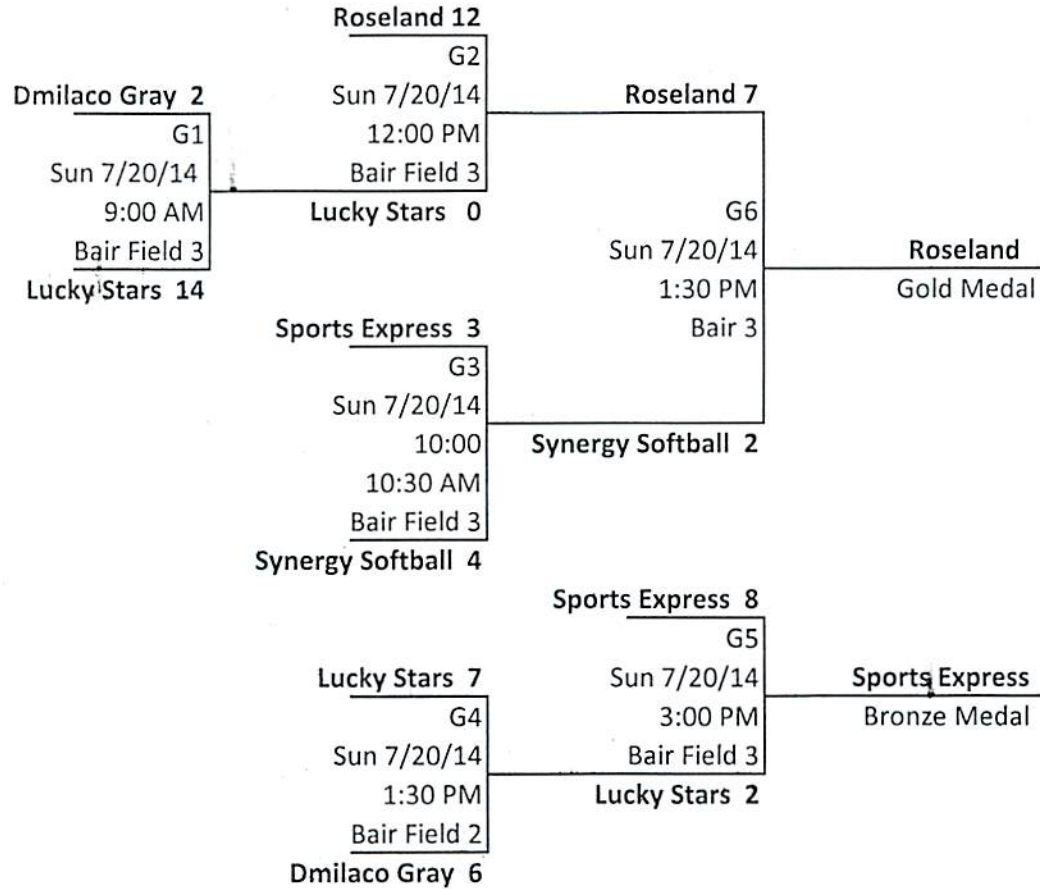 Roseland 12
G2
Sun 7/20/14
12:00 PM
Bair Field 3
Lucky Stars 0
Dmilaco Gray 2
G1
Sun 7/20/14
9:00 AM
Bair Field 3
Lucky Stars 14
Roseland 7
G6
Sun 7/20/14
1:30 PM
Bair 3
Roseland
Gold Medal
Sports Express 3
G3
Sun 7/20/14
10:00
10:30 AM
Bair Field 3
Synergy Softball 4
Synergy Softball 2
Sports Express 8
G5
Sun 7/20/14
3:00 PM
Bair Field 3
Lucky Stars 2
Sports Express
Bronze Medal
Lucky Stars 7
G4
Sun 7/20/14
1:30 PM
Bair Field 2
Dmilaco Gray 6